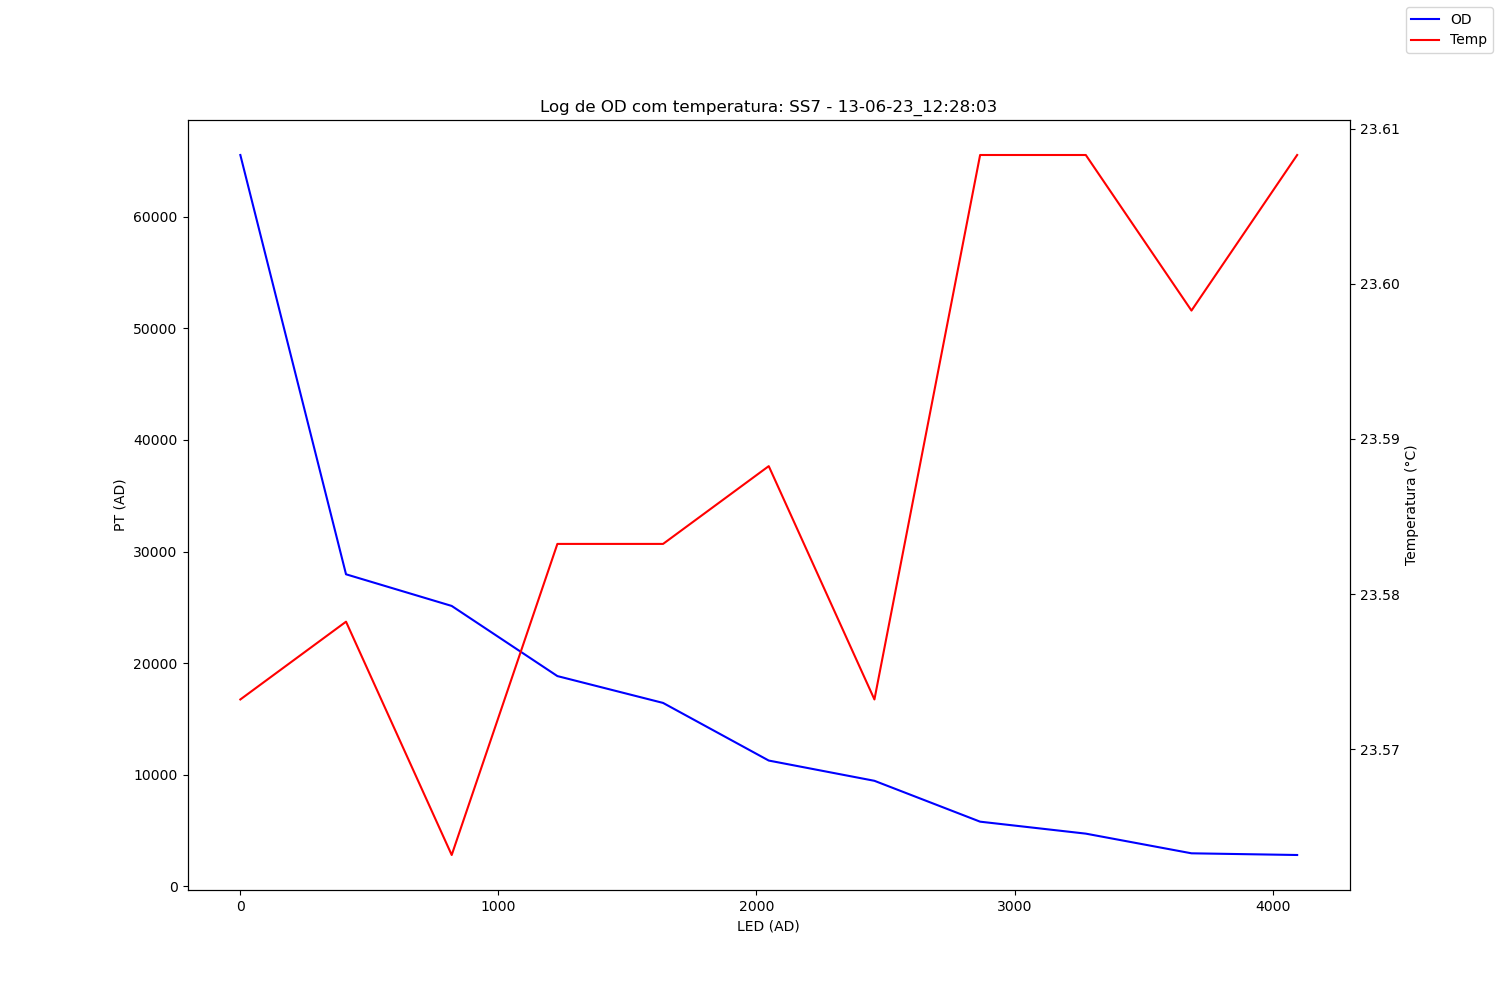 OD
Temp
Log de OD com temperatura: SS7 - 13-06-23_12:28:03
60000
50000
40000
30000
20000
10000
0
PT (AD)
23.61
23.60
23.59
23.58
23.57
Temperatura (°C)
0 1000 2000 3000 4000
LED (AD)